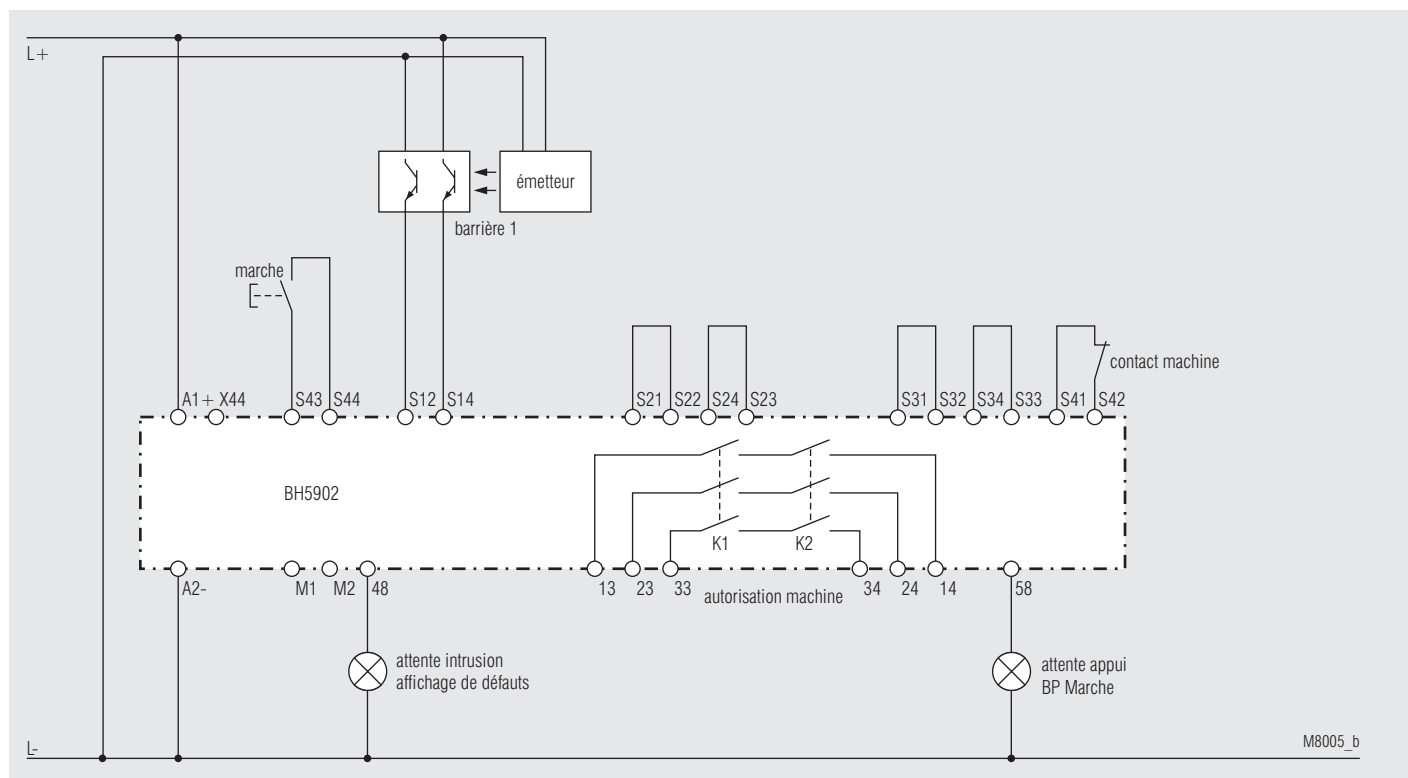 L+
émetteur
barrière 1
marche
contact machine
A1+ X44 S43 S44 S12 S14 S21 S22 S24 S23 S31 S32 S34 S33 S41 S42
BH5902
K1 K2
A2- M1 M2 48 13 23 33 autorisation machine 34 24 14 58
attente intrusion
affichage de défauts
attente appui
BP Marche
L-
M8005_b